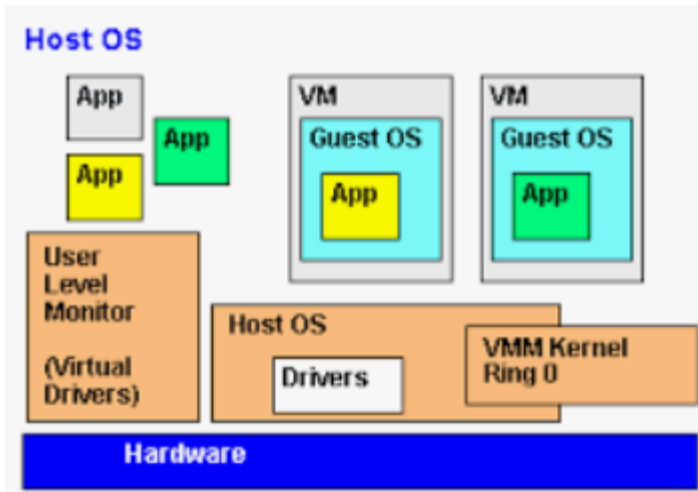 Host OS
App
App
App
VM
Guest OS
App
VM
Guest OS
App
User
Level
Monitor
(Virtual
Drivers)
Host OS
Drivers
VMM Kernel
Ring 0
Hardware